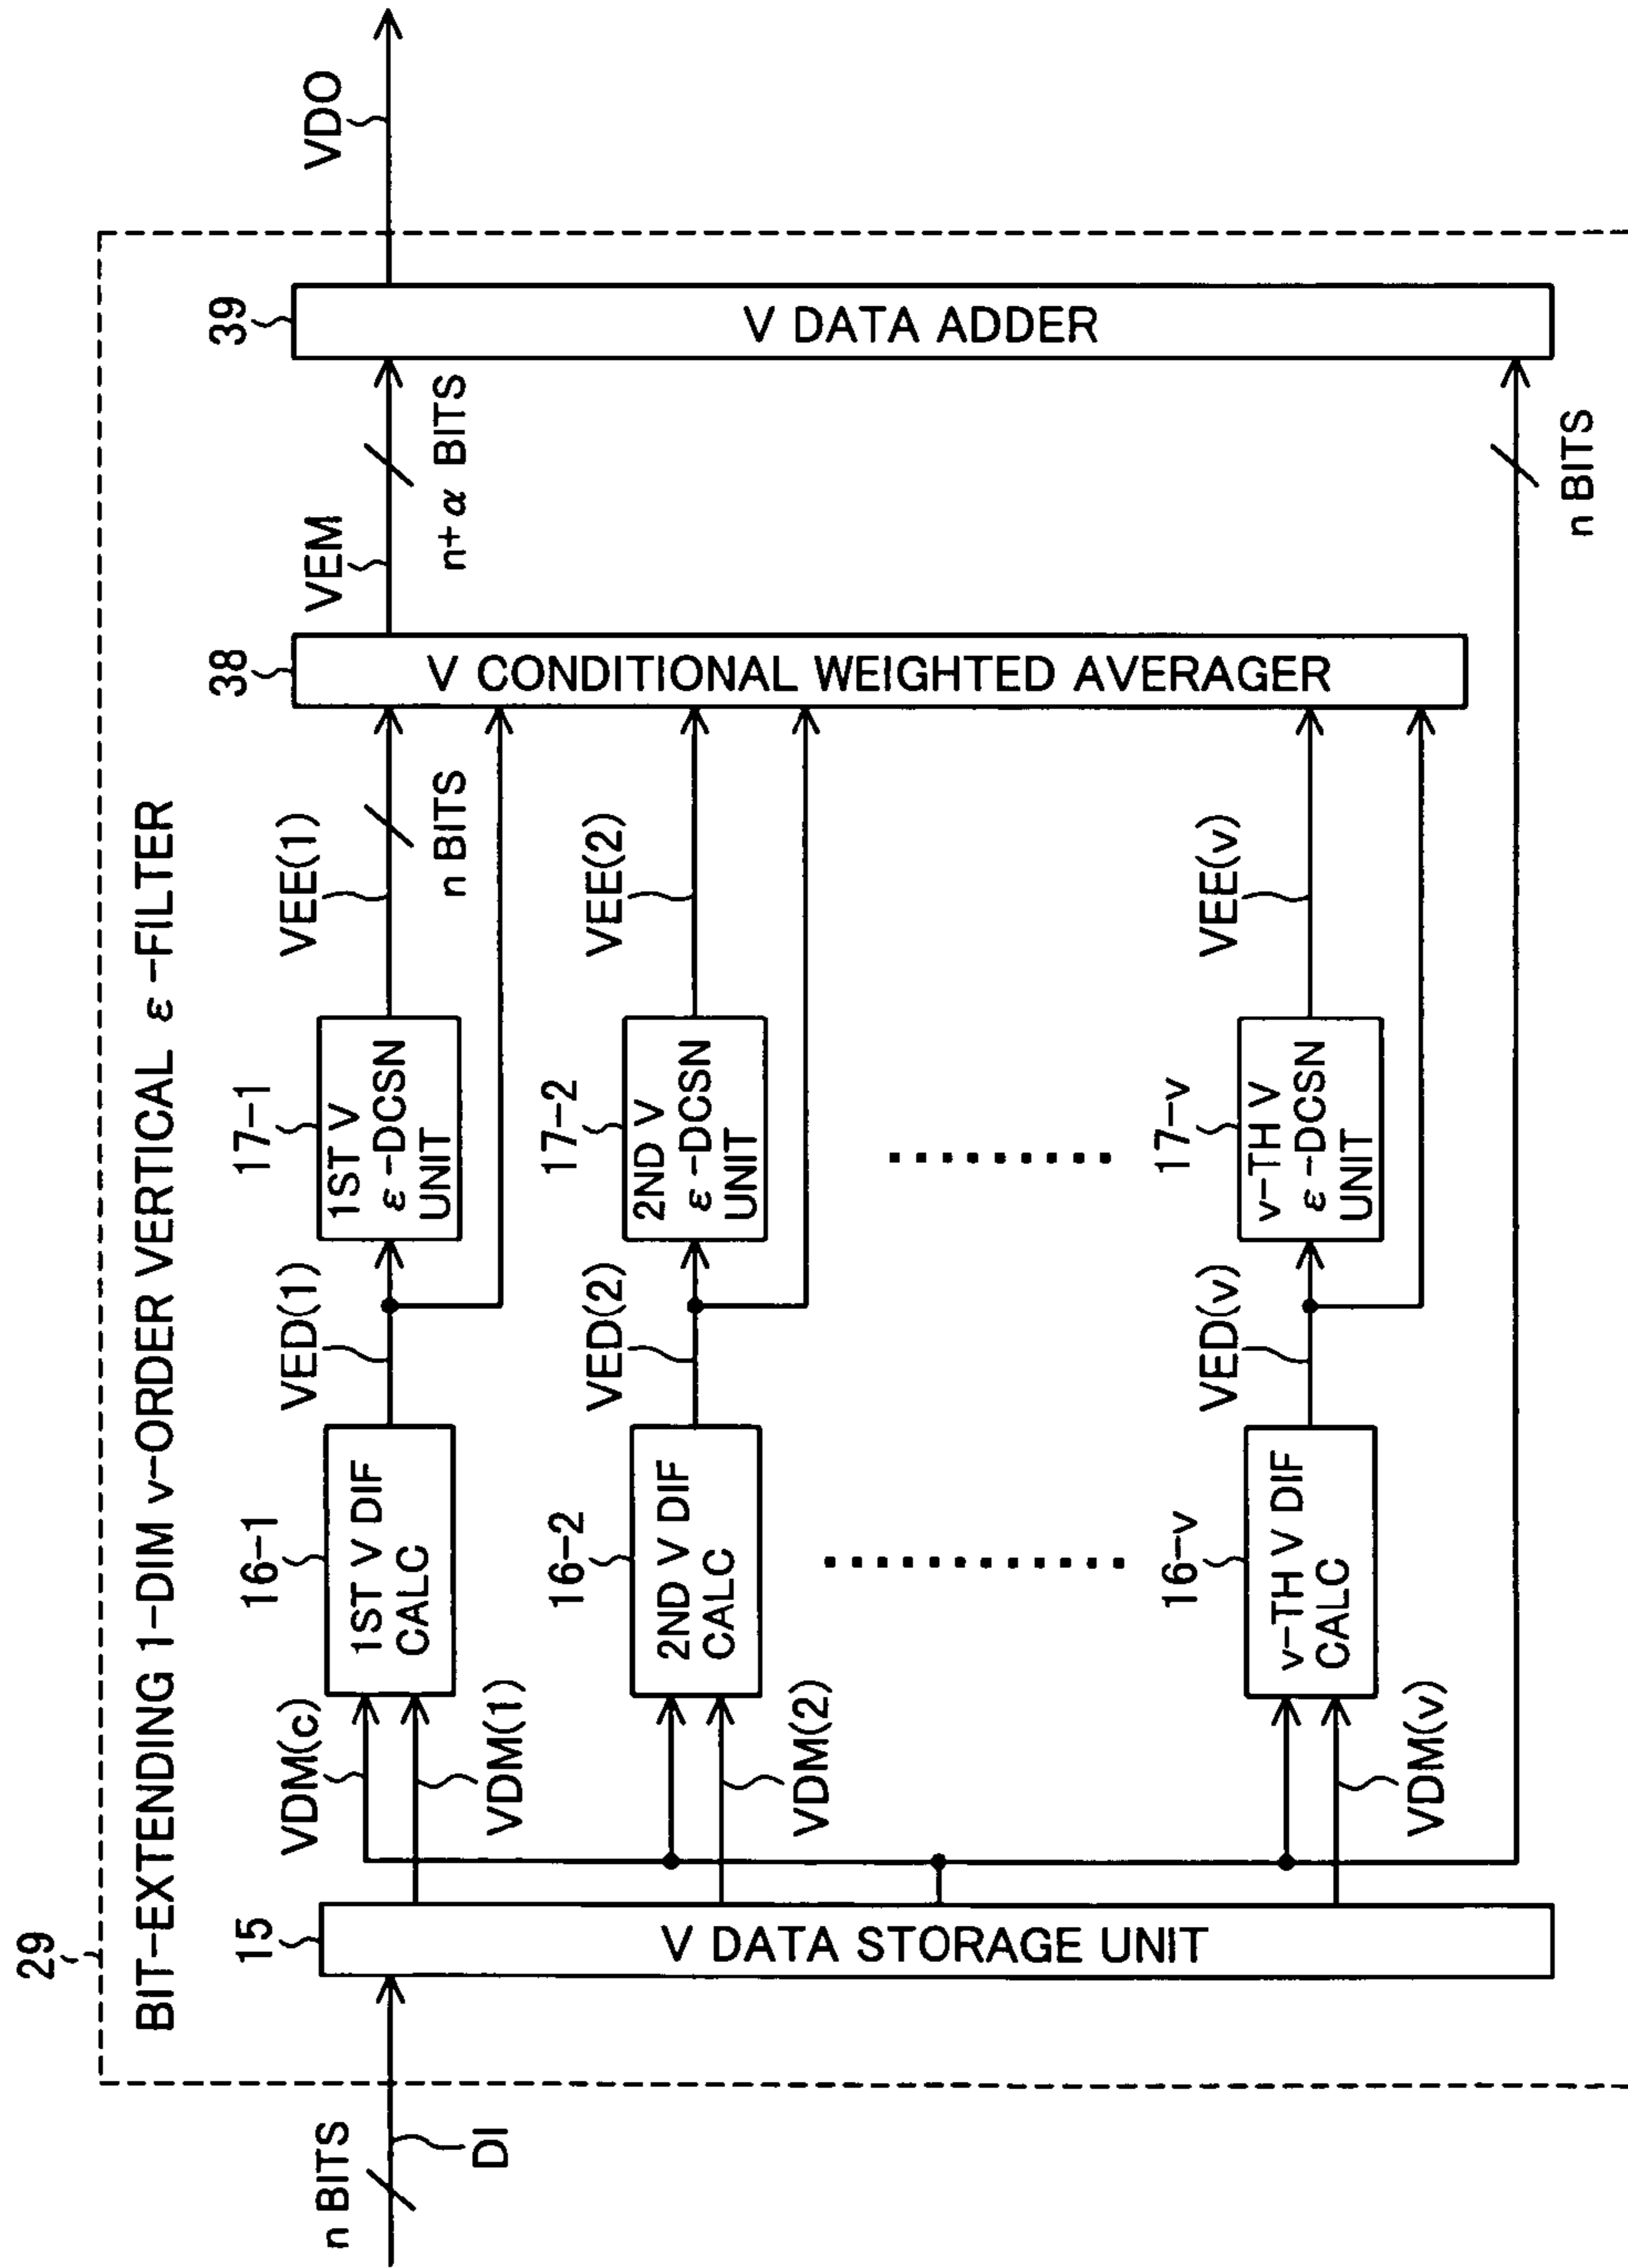 29
BIT-EXTENDING 1-DIM v-ORDER VERTICAL ε-FILTER
n BITS
DI
15
V DATA STORAGE UNIT
VDM(c)
VDM(1)
16-1
1ST V DIF
CALC
VED(1)
17-1
1ST V
ε-DCSN
UNIT
VEE(1)
n BITS
VDM(2)
16-2
2ND V DIF
CALC
VED(2)
17-2
2ND V
ε-DCSN
UNIT
VEE(2)
VDM(v)
16-v
v-TH V DIF
CALC
VED(v)
17-v
v-TH V
ε-DCSN
UNIT
VEE(v)
38
V CONDITIONAL WEIGHTED AVERAGER
VEM
n+α BITS
n BITS
39
V DATA ADDER
VDO